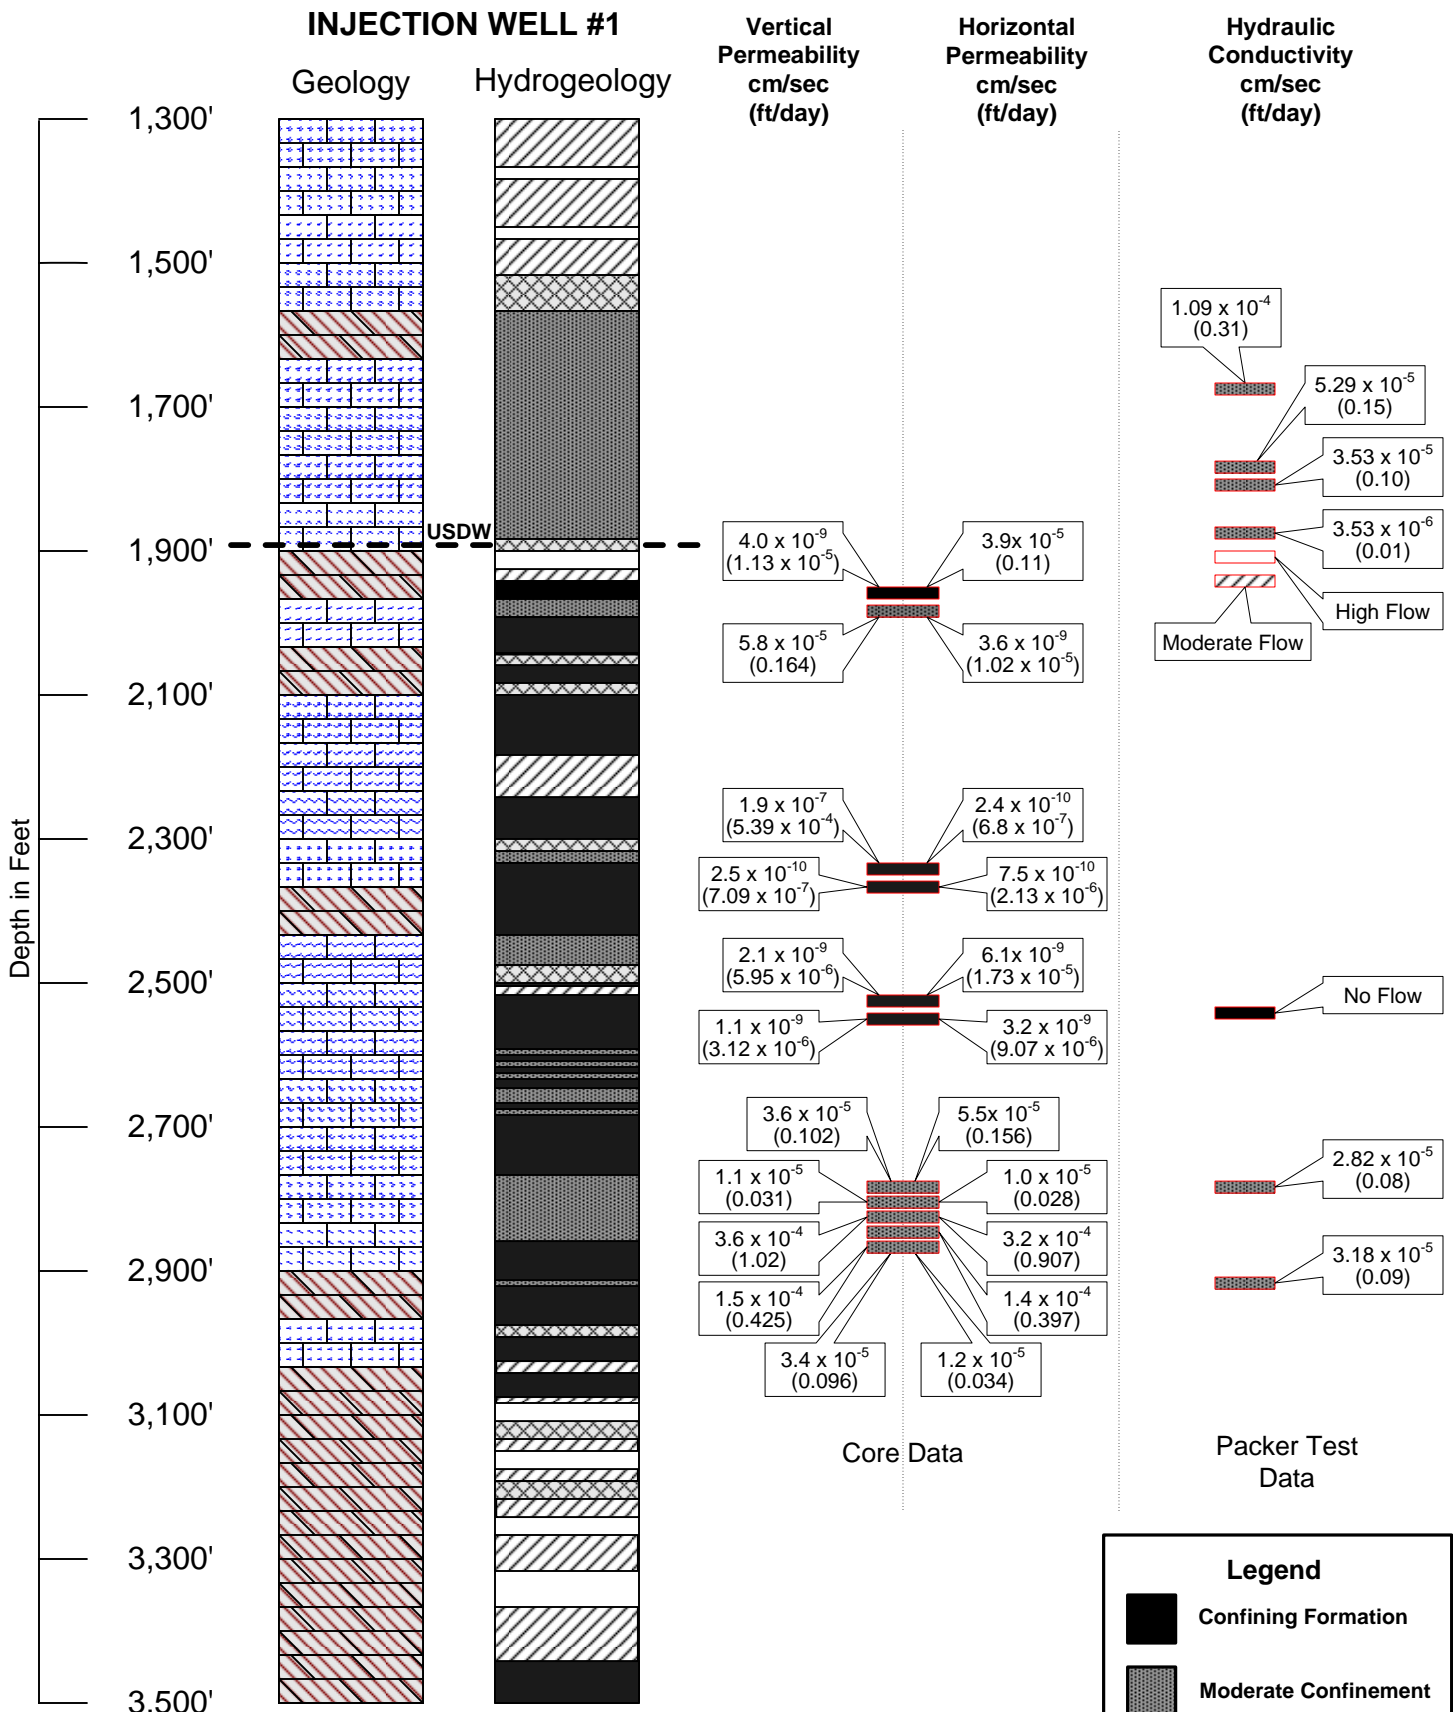 INJECTION WELL #1
Geology
Hydrogeology
Vertical
Permeability
cm/sec
(ft/day)
Horizontal
Permeability
cm/sec
(ft/day)
Hydraulic
Conductivity
cm/sec
(ft/day)
Depth in Feet
1,300'
1,500'
1,700'
1,900'
2,100'
2,300'
2,500'
2,700'
2,900'
3,100'
3,300'
3,500'
USDW
4.0 x 10⁻⁹
(1.13 x 10⁻⁵)
3.9x 10⁻⁵
(0.11)
5.8 x 10⁻⁵
(0.164)
3.6 x 10⁻⁹
(1.02 x 10⁻⁵)
1.9 x 10⁻⁷
(5.39 x 10⁻⁴)
2.4 x 10⁻¹⁰
(6.8 x 10⁻⁷)
2.5 x 10⁻¹⁰
(7.09 x 10⁻⁷)
7.5 x 10⁻¹⁰
(2.13 x 10⁻⁶)
2.1 x 10⁻⁹
(5.95 x 10⁻⁶)
6.1x 10⁻⁹
(1.73 x 10⁻⁵)
1.1 x 10⁻⁹
(3.12 x 10⁻⁶)
3.2 x 10⁻⁹
(9.07 x 10⁻⁶)
3.6 x 10⁻⁵
(0.102)
5.5x 10⁻⁵
(0.156)
1.1 x 10⁻⁵
(0.031)
1.0 x 10⁻⁵
(0.028)
3.6 x 10⁻⁴
(1.02)
3.2 x 10⁻⁴
(0.907)
1.5 x 10⁻⁴
(0.425)
1.4 x 10⁻⁴
(0.397)
3.4 x 10⁻⁵
(0.096)
1.2 x 10⁻⁵
(0.034)
Core Data
1.09 x 10⁻⁴
(0.31)
5.29 x 10⁻⁵
(0.15)
3.53 x 10⁻⁵
(0.10)
3.53 x 10⁻⁶
(0.01)
High Flow
Moderate Flow
No Flow
2.82 x 10⁻⁵
(0.08)
3.18 x 10⁻⁵
(0.09)
Packer Test
Data
Legend
Confining Formation
Moderate Confinement